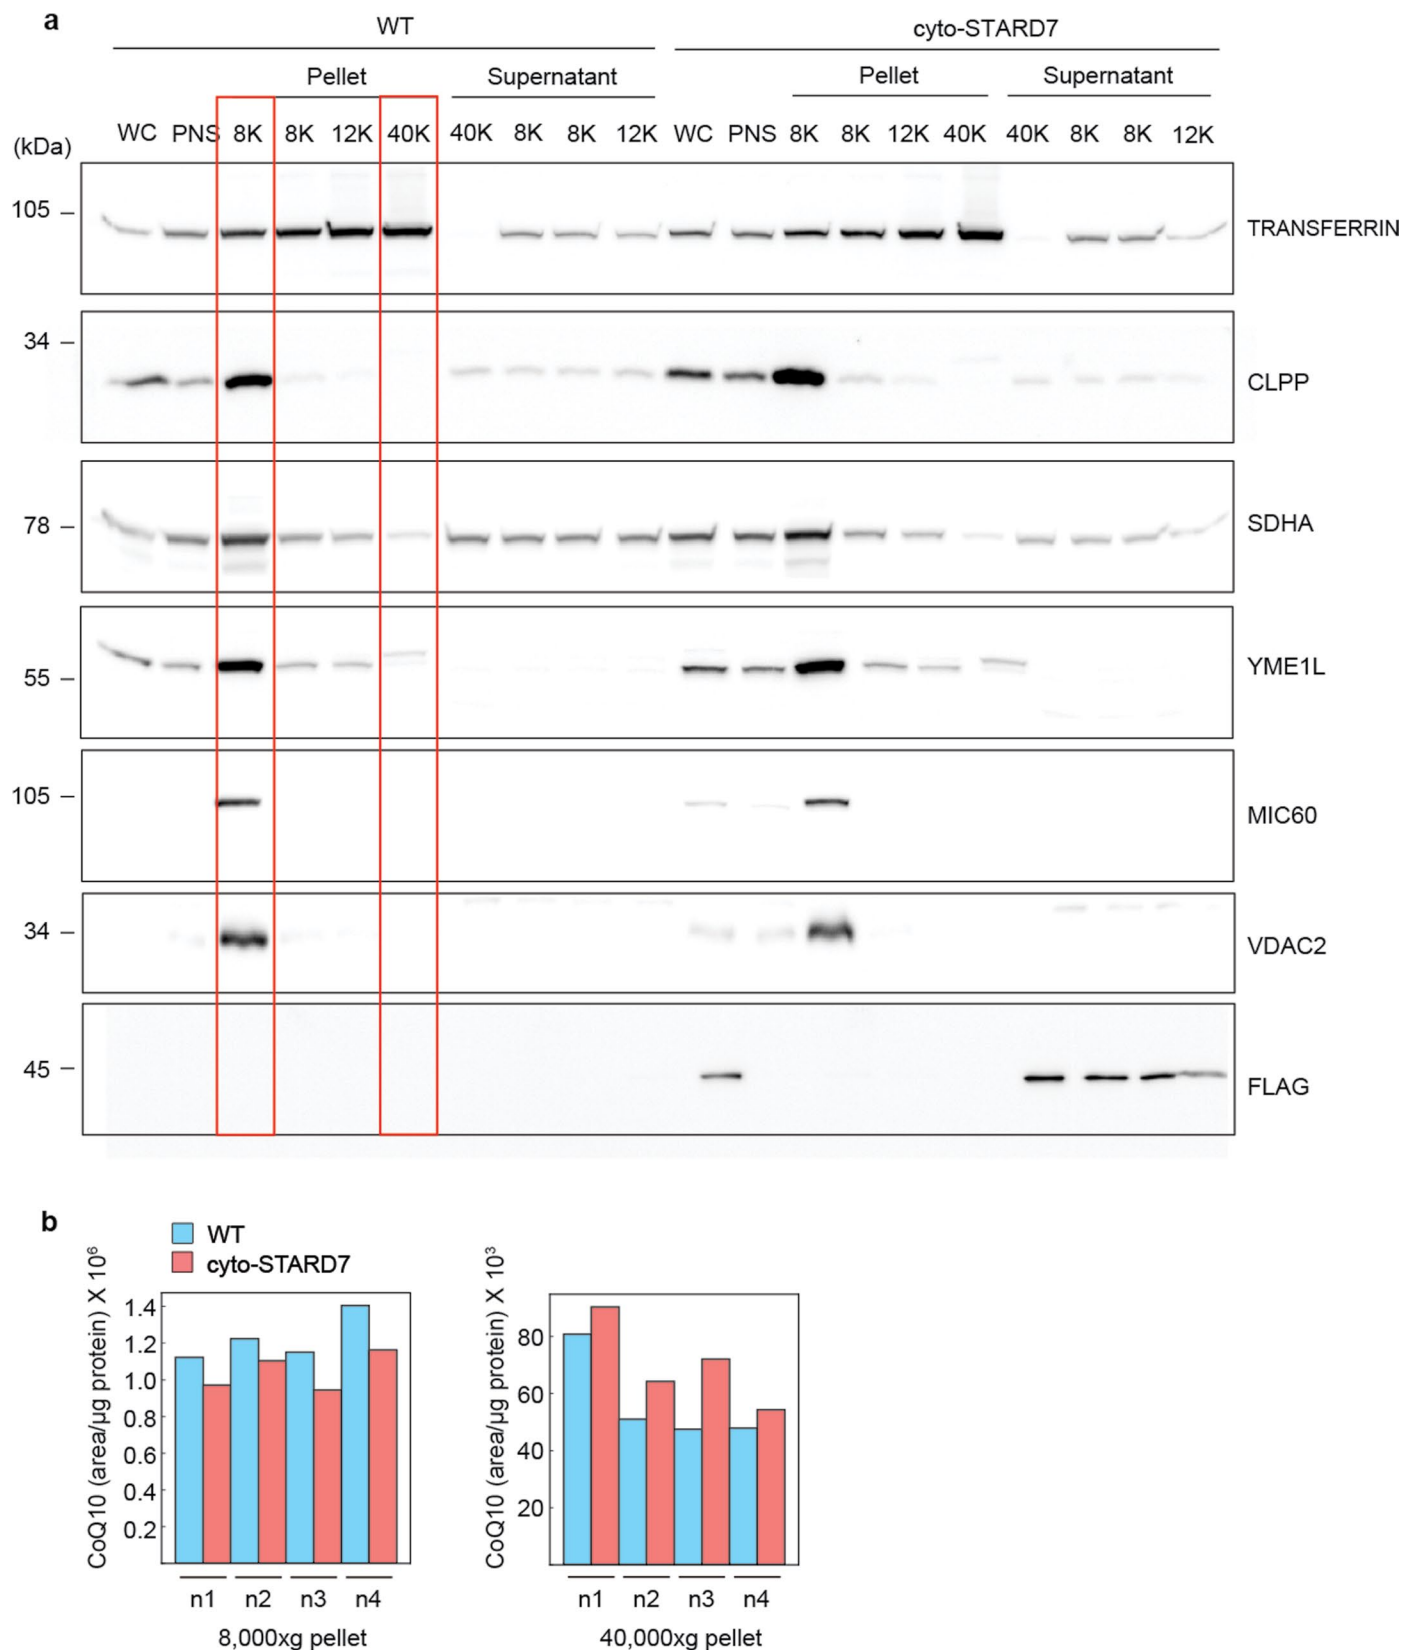 a
WT
cyto-STARD7
Pellet
Supernatant
Pellet
Supernatant
(kDa)
WC PNS 8K 8K 12K 40K 40K 8K 8K 12K WC PNS 8K 8K 12K 40K 40K 8K 8K 12K
105
TRANSFERRIN
34
CLPP
78
SDHA
55
YME1L
105
MIC60
34
VDAC2
45
FLAG
b
WT
cyto-STARD7
CoQ10 (area/µg protein) X 10⁶
1.4
1.2
1.0
0.8
0.6
0.4
0.2
n1 n2 n3 n4
8,000xg pellet
CoQ10 (area/µg protein) X 10³
80
60
40
20
n1 n2 n3 n4
40,000xg pellet